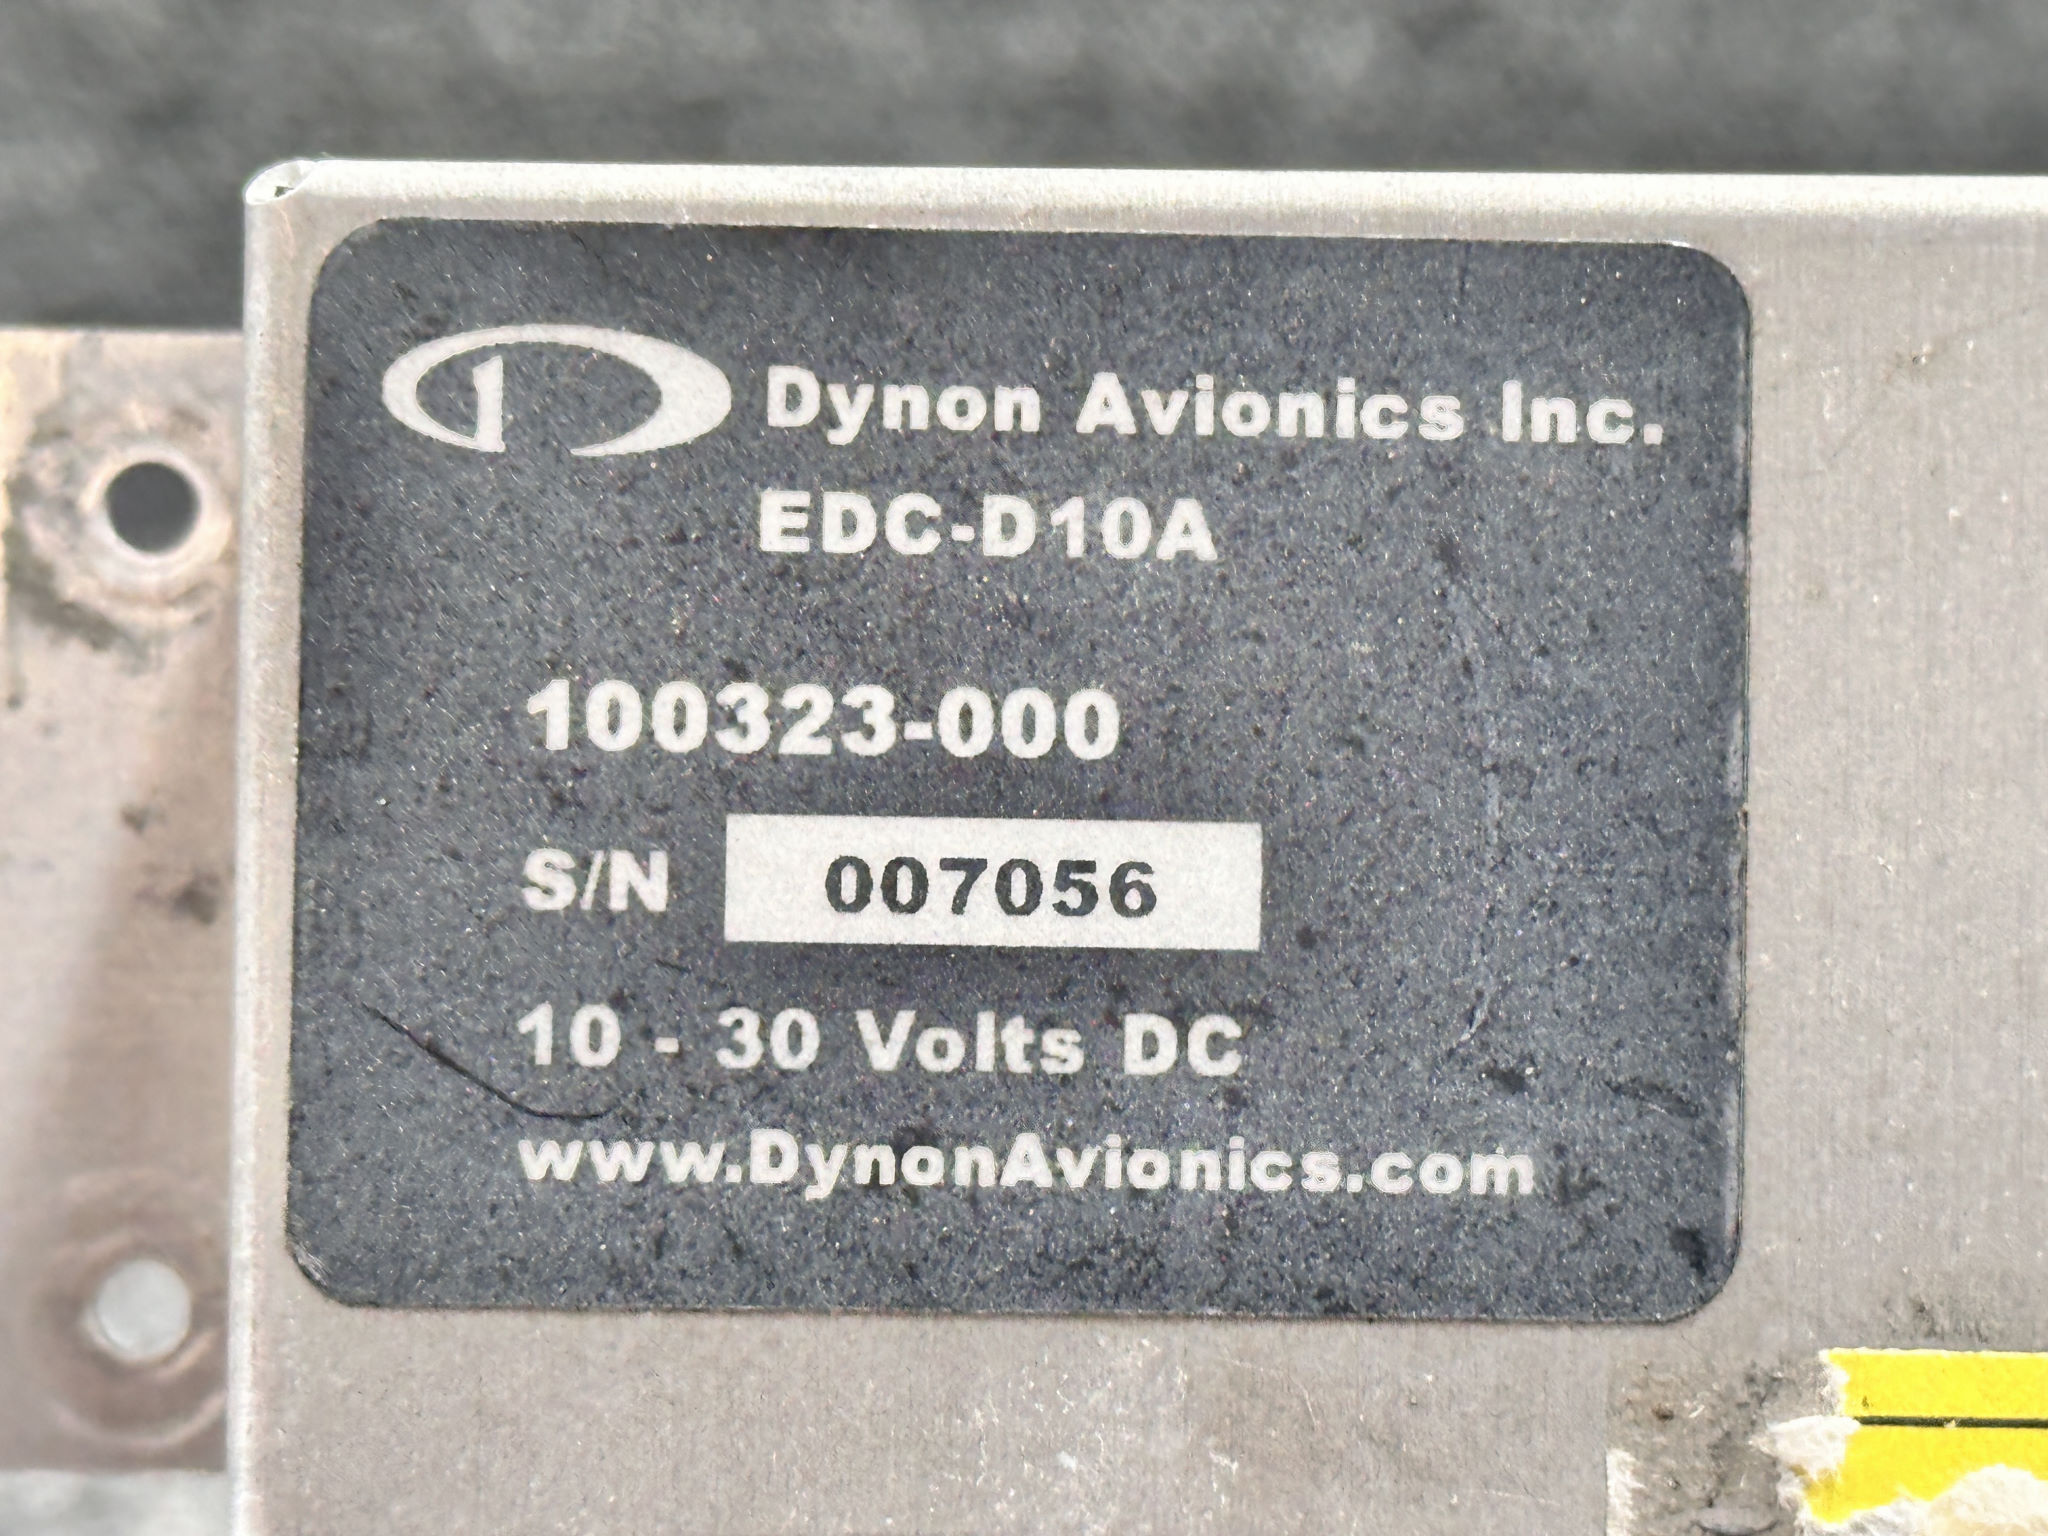 Dynon Avionics Inc.
EDC-D10A
100323-000
S/N 007056
10 - 30 Volts DC
www.DynonAvionics.com